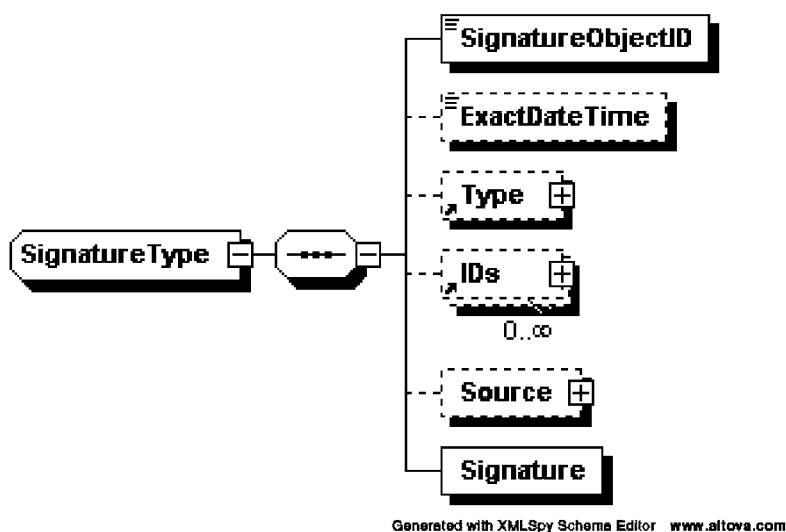 SignatureObjectID
ExactDateTime
Type
SignatureType
IDs
0..∞
Source
Signature
Generated with XMLSpy Schema Editor www.altova.com